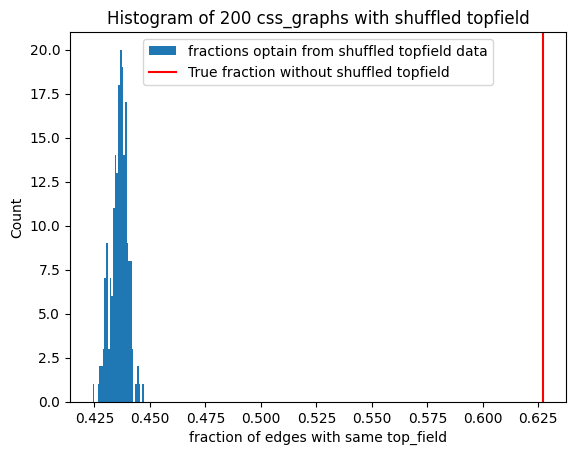 Histogram of 200 css_graphs with shuffled topfield
fractions optain from shuffled topfield data
True fraction without shuffled topfield
20.0
17.5
15.0
12.5
10.0
7.5
5.0
2.5
0.0
Count
0.425 0.450 0.475 0.500 0.525 0.550 0.575 0.600 0.625
fraction of edges with same top_field